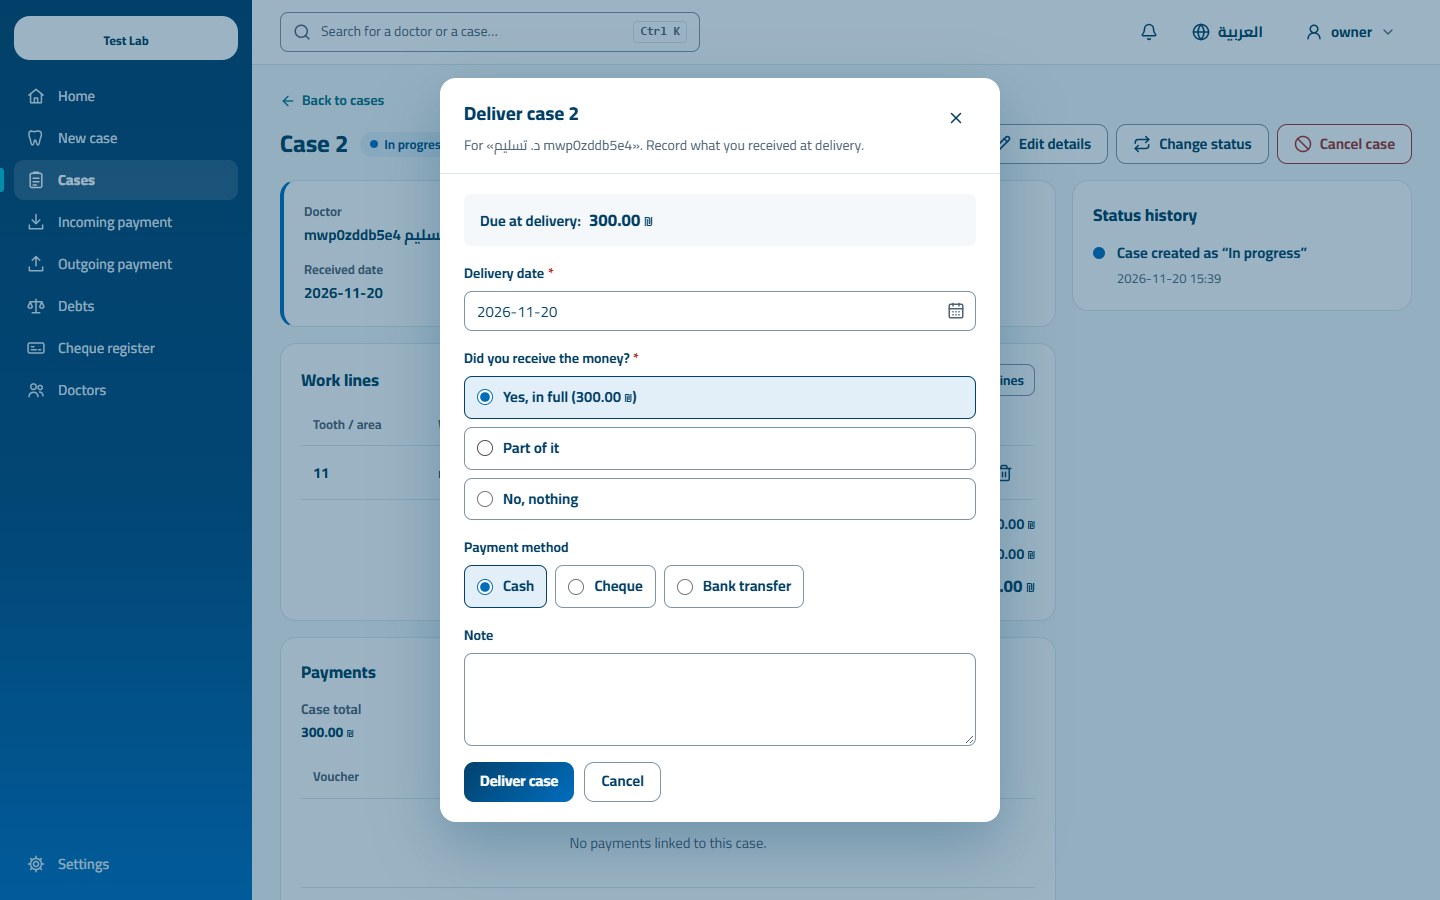 Test Lab
Home
New case
Cases
Incoming payment
Outgoing payment
Debts
Cheque register
Doctors
Settings
Search for a doctor or a case...
Ctrl K
العربية
owner
Back to cases
Case 2
In progres
Edit details
Change status
Cancel case
Doctor
mwp0zddb5e4 تسليم
Received date
2026-11-20
Status history
Case created as “In progress”
2026-11-20 15:39
Work lines
ines
Tooth / area
11
0.00 ₪
0.00 ₪
.00 ₪
Payments
Case total
300.00 ₪
Voucher
No payments linked to this case.
Deliver case 2
For «د. تسليم mwp0zddb5e4». Record what you received at delivery.
Due at delivery: 300.00 ₪
Delivery date *
2026-11-20
Did you receive the money? *
Yes, in full (300.00 ₪)
Part of it
No, nothing
Payment method
Cash
Cheque
Bank transfer
Note
Deliver case
Cancel